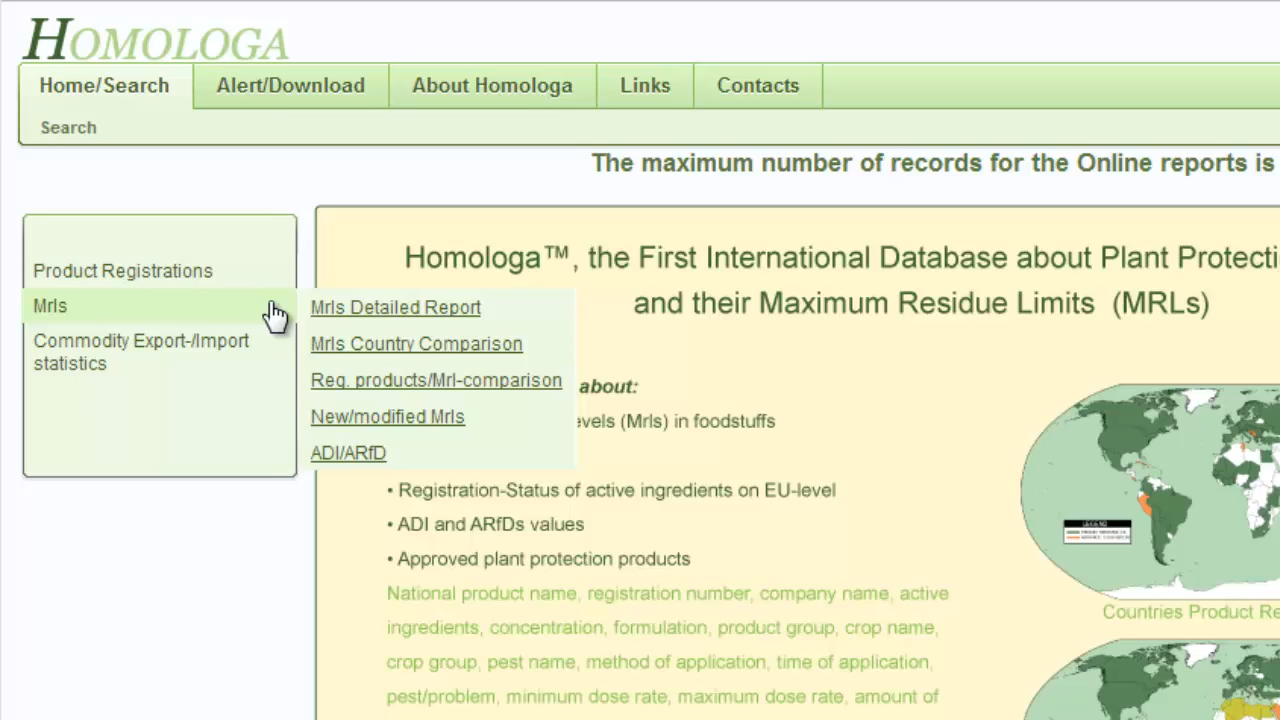 HOMOLOGA
Home/Search
Alert/Download
About Homologa
Links
Contacts
Search
The maximum number of records for the Online reports is
Product Registrations
Mrls
Commodity Export-/Import
statistics
Mrls Detailed Report
Mrls Country Comparison
Reg. products/Mrl-comparison
New/modified Mrls
ADI/ARfD
Homologa™, the First International Database about Plant Protecti
and their Maximum Residue Limits (MRLs)
about:
evels (Mrls) in foodstuffs
• Registration-Status of active ingredients on EU-level
• ADI and ARfDs values
• Approved plant protection products
National product name, registration number, company name, active
ingredients, concentration, formulation, product group, crop name,
crop group, pest name, method of application, time of application,
pest/problem, minimum dose rate, maximum dose rate, amount of
LEGEND
Countries Product Re